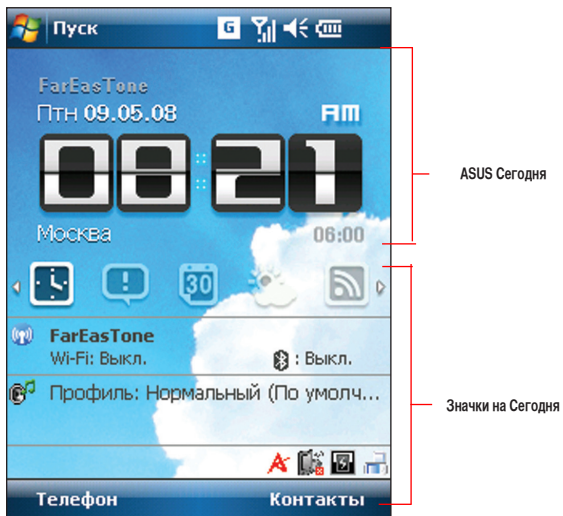 Пуск G
FarEasTone
Птн 09.05.08 AM
00:21
Москва 06:00
30
FarEasTone
Wi-Fi: Выкл. : Выкл.
Профиль: Нормальный (По умолч...
Телефон Контакты
ASUS Сегодня
Значки на Сегодня